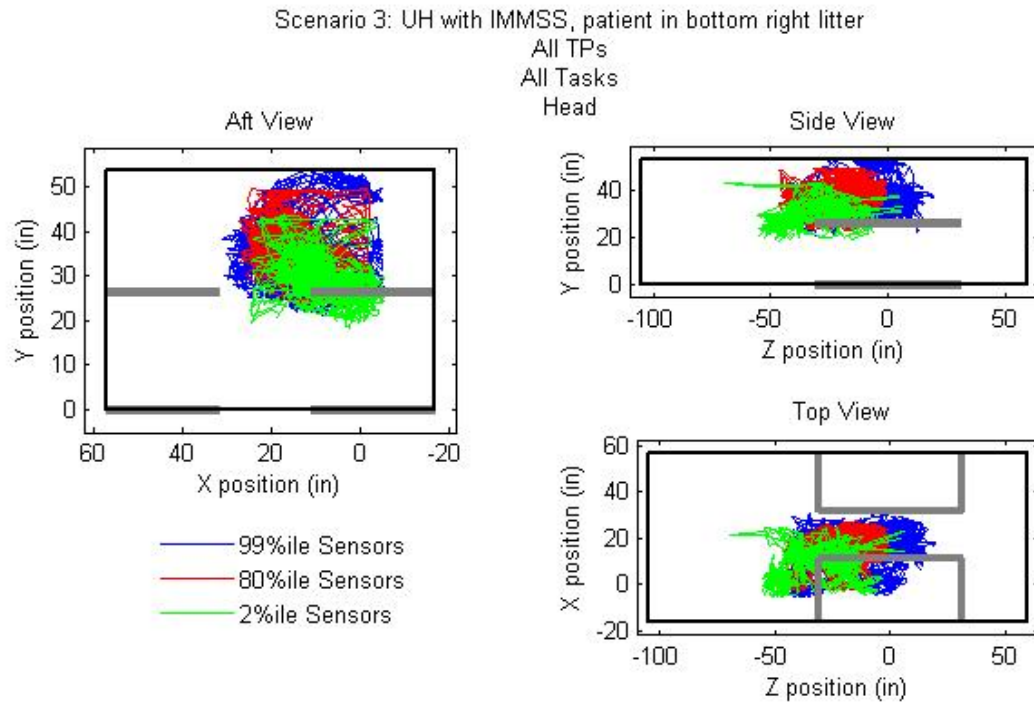 Scenario 3: UH with IMMSS, patient in bottom right litter
All TPs
All Tasks
Head
Aft View
50
40
30
20
10
0
Y position (in)
60 40 20 0 -20
X position (in)
Side View
40
20
0
Y position (in)
-100 -50 0 50
Z position (in)
Top View
60
40
20
0
-20
X position (in)
-100 -50 0 50
Z position (in)
99%ile Sensors
80%ile Sensors
2%ile Sensors